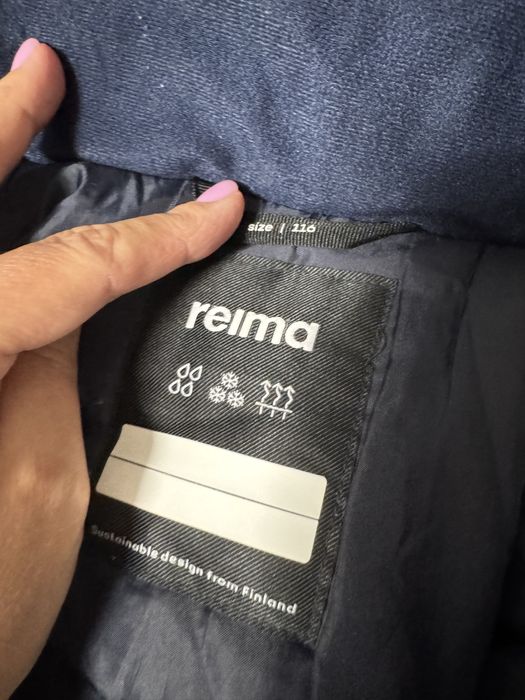 size | 116
reima
Sustainable design from Finland